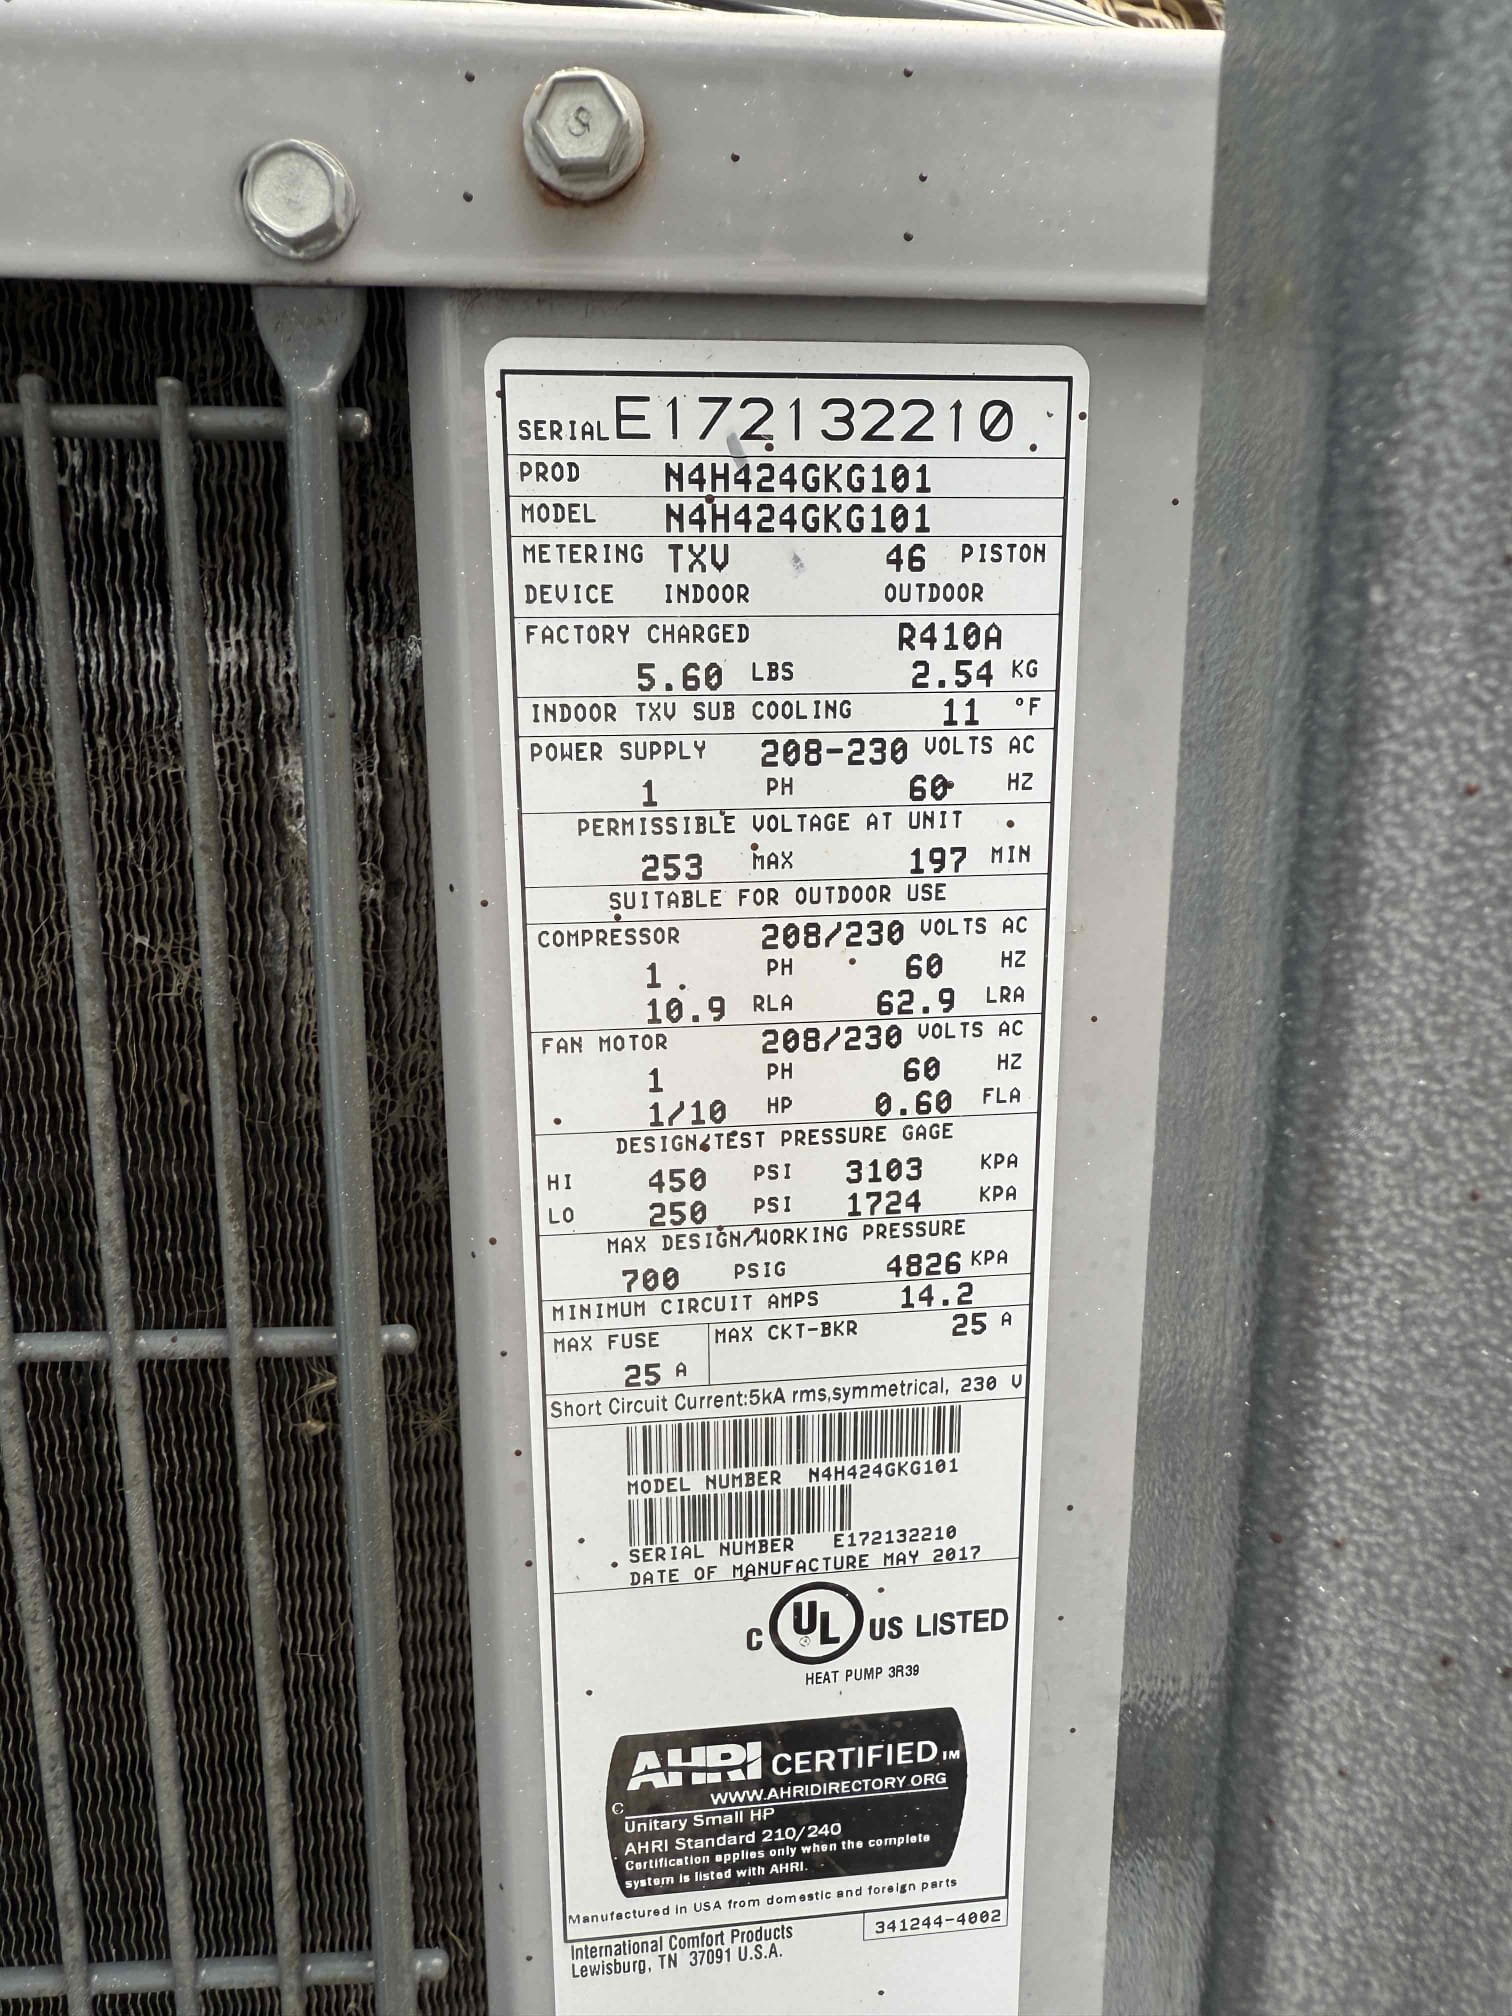 SERIAL E172132210
PROD N4H424GKG101
MODEL N4H424GKG101
METERING TXV 46 PISTON
DEVICE INDOOR OUTDOOR
FACTORY CHARGED R410A
5.60 LBS 2.54 KG
INDOOR TXV SUB COOLING 11 °F
POWER SUPPLY 208-230 VOLTS AC
1 PH 60 HZ
PERMISSIBLE VOLTAGE AT UNIT
253 MAX 197 MIN
SUITABLE FOR OUTDOOR USE
COMPRESSOR 208/230 VOLTS AC
1 PH 60 HZ
10.9 RLA 62.9 LRA
FAN MOTOR 208/230 VOLTS AC
1 PH 60 HZ
1/10 HP 0.60 FLA
DESIGN/TEST PRESSURE GAGE
HI 450 PSI 3103 KPA
LO 250 PSI 1724 KPA
MAX DESIGN/WORKING PRESSURE
700 PSIG 4826 KPA
MINIMUM CIRCUIT AMPS 14.2
MAX FUSE MAX CKT-BKR 25 A
25 A
Short Circuit Current:5kA rms,symmetrical, 230 V
MODEL NUMBER N4H424GKG101
SERIAL NUMBER E172132210
DATE OF MANUFACTURE MAY 2017
C UL US LISTED
HEAT PUMP 3R39
AHRI CERTIFIED TM
WWW.AHRIDIRECTORY.ORG
C
Unitary Small HP
AHRI Standard 210/240
Certification applies only when the complete
system is listed with AHRI.
Manufactured in USA from domestic and foreign parts
International Comfort Products 341244-4002
Lewisburg, TN 37091 U.S.A.